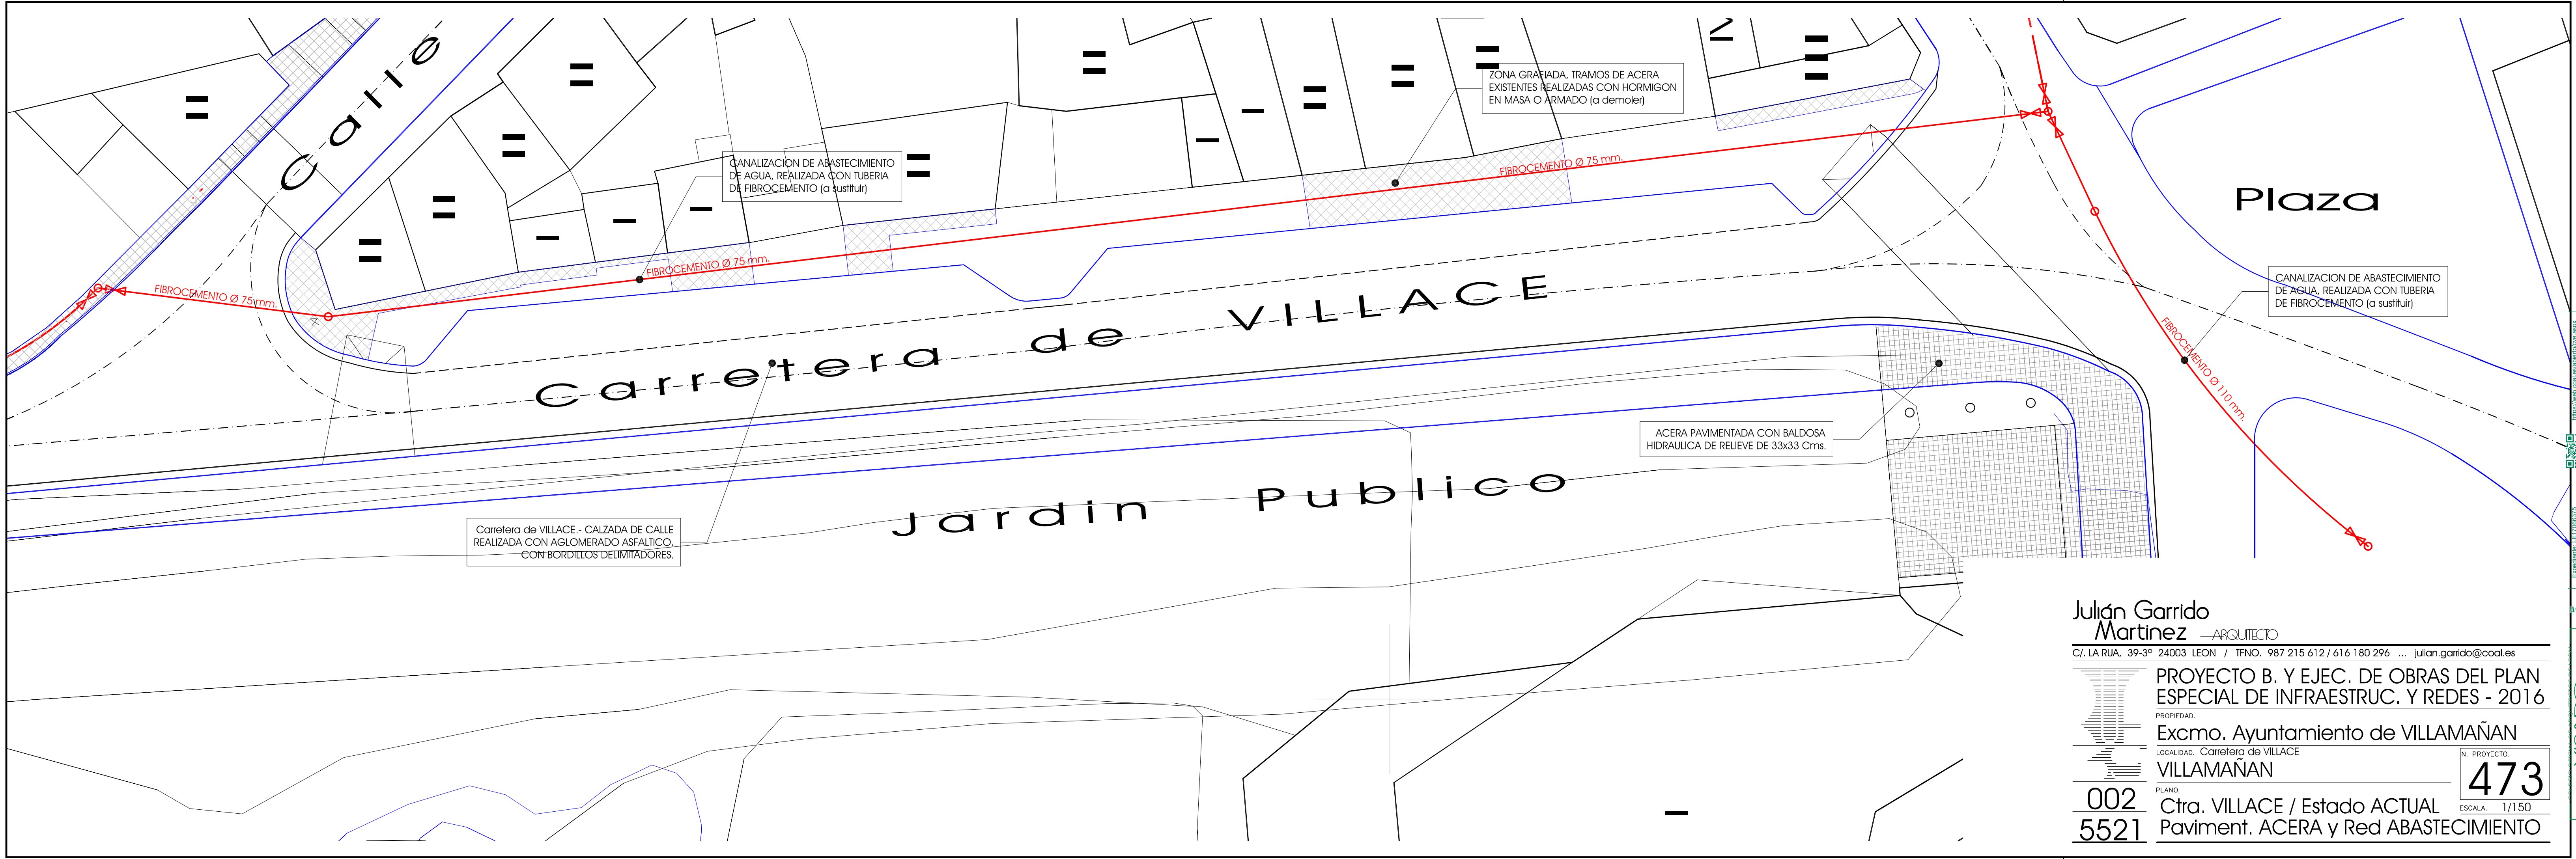 Calle
ZONA GRAFIADA, TRAMOS DE ACERA
EXISTENTES REALIZADAS CON HORMIGON
EN MASA O ARMADO (a demoler)
CANALIZACION DE ABASTECIMIENTO
DE AGUA, REALIZADA CON TUBERIA
DE FIBROCEMENTO (a sustituir)
FIBROCEMENTO Ø 75 mm.
FIBROCEMENTO Ø 75 mm.
FIBROCEMENTO Ø 75 mm.
Plaza
CANALIZACION DE ABASTECIMIENTO
DE AGUA, REALIZADA CON TUBERIA
DE FIBROCEMENTO (a sustituir)
FIBROCEMENTO Ø 110 mm.
Carretera de VILLACE
ACERA PAVIMENTADA CON BALDOSA
HIDRAULICA DE RELIEVE DE 33x33 Cms.
Jardin Publico
Carretera de VILLACE.- CALZADA DE CALLE
REALIZADA CON AGLOMERADO ASFALTICO,
CON BORDILLOS DELIMITADORES.
Julián Garrido
Martinez ARQUITECTO
C/. LA RUA, 39-3º 24003 LEON / TFNO. 987 215 612 / 616 180 296 ... julian.garrido@coal.es
PROYECTO B. Y EJEC. DE OBRAS DEL PLAN
ESPECIAL DE INFRAESTRUC. Y REDES - 2016
PROPIEDAD.
Excmo. Ayuntamiento de VILLAMAÑAN
LOCALIDAD. Carretera de VILLACE
VILLAMAÑAN
N. PROYECTO.
473
PLANO.
002
Ctra. VILLACE / Estado ACTUAL
ESCALA. 1/150
5521
Paviment. ACERA y Red ABASTECIMIENTO